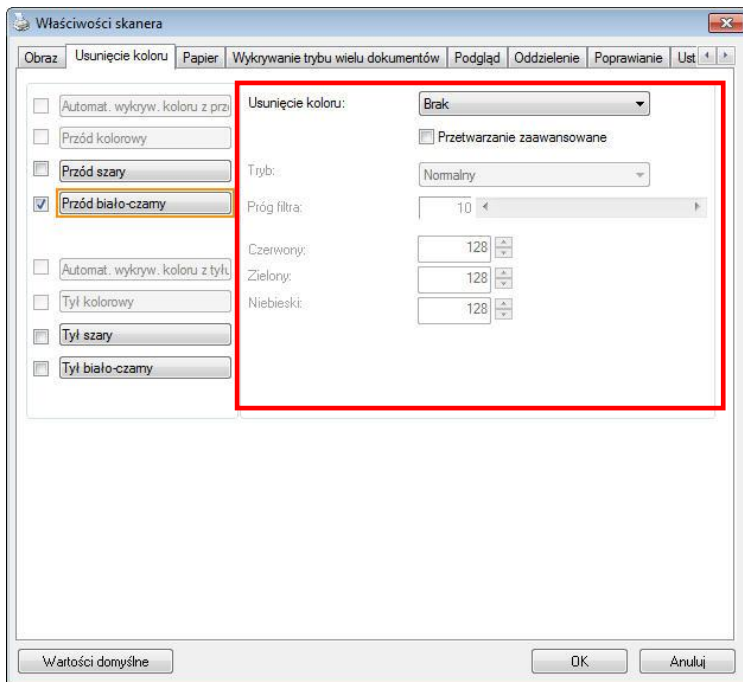 Właściwości skanera
Obraz Usunięcie koloru Papier Wykrywanie trybu wielu dokumentów Podgląd Oddzielenie Poprawianie Ust
Automat. wykryw. koloru z prz
Przód kolorowy
Przód szary
Przód biało-czarny
Automat. wykryw. koloru z tyłu
Tył kolorowy
Tył szary
Tył biało-czarny
Usunięcie koloru: Brak
Przetwarzanie zaawansowane
Tryb: Normalny
Próg filtra: 10
Czerwony: 128
Zielony: 128
Niebieski: 128
Wartości domyślne OK Anuluj